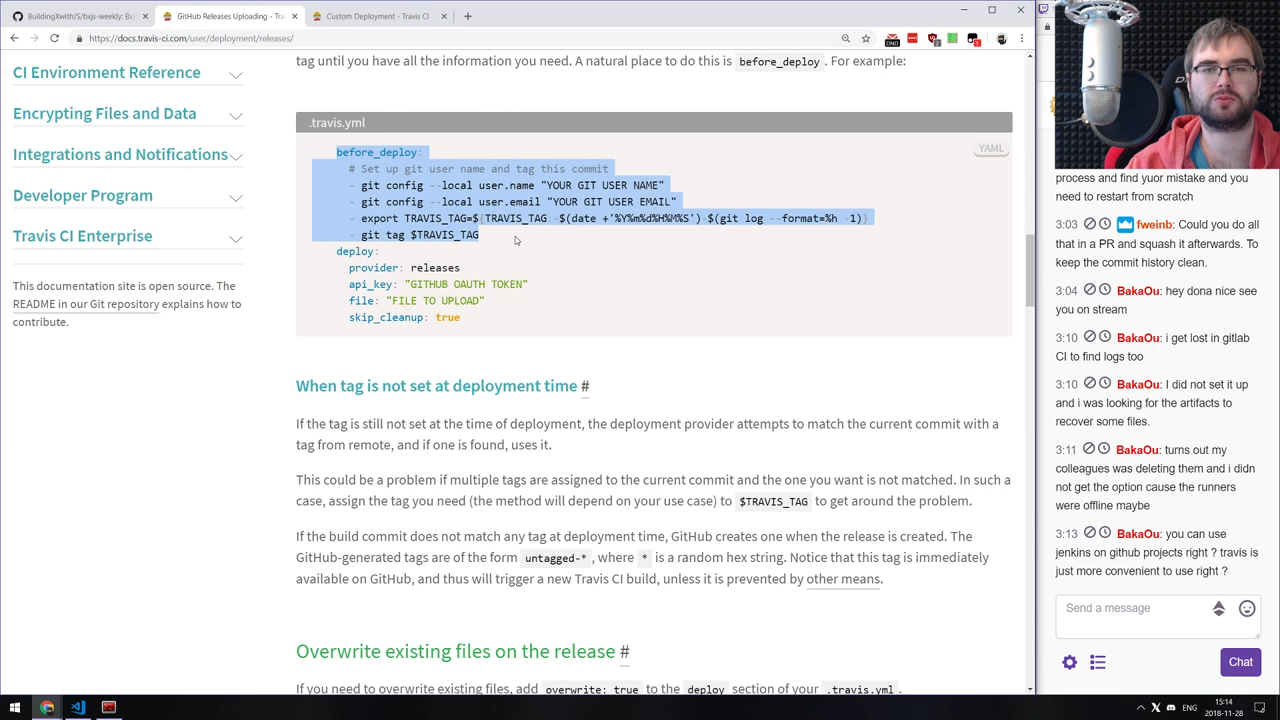 BuildingXwithJS/bxjs-weekly: Bx
GitHub Releases Uploading - Tra
Custom Deployment - Travis CI
https://docs.travis-ci.com/user/deployment/releases/
CI Environment Reference
Encrypting Files and Data
Integrations and Notifications
Developer Program
Travis CI Enterprise
This documentation site is open source. The
README in our Git repository explains how to
contribute.
tag until you have all the information you need. A natural place to do this is before_deploy . For example:
.travis.yml
YAML
before_deploy:
# Set up git user name and tag this commit
- git config --local user.name "YOUR GIT USER NAME"
- git config --local user.email "YOUR GIT USER EMAIL"
- export TRAVIS_TAG=${TRAVIS_TAG:-$(date +'%Y%m%d%H%M%S')-$(git log --format=%h -1)}
- git tag $TRAVIS_TAG
deploy:
provider: releases
api_key: "GITHUB OAUTH TOKEN"
file: "FILE TO UPLOAD"
skip_cleanup: true
When tag is not set at deployment time #
If the tag is still not set at the time of deployment, the deployment provider attempts to match the current commit with a
tag from remote, and if one is found, uses it.
This could be a problem if multiple tags are assigned to the current commit and the one you want is not matched. In such a
case, assign the tag you need (the method will depend on your use case) to $TRAVIS_TAG to get around the problem.
If the build commit does not match any tag at deployment time, GitHub creates one when the release is created. The
GitHub-generated tags are of the form untagged-* , where * is a random hex string. Notice that this tag is immediately
available on GitHub, and thus will trigger a new Travis CI build, unless it is prevented by other means.
Overwrite existing files on the release #
If you need to overwrite existing files, add overwrite: true to the deploy section of your .travis.yml .
process and find yuor mistake and you
need to restart from scratch
3:03 fweinb: Could you do all
that in a PR and squash it afterwards. To
keep the commit history clean.
3:04 BakaOu: hey dona nice see
you on stream
3:10 BakaOu: i get lost in gitlab
CI to find logs too
3:10 BakaOu: I did not set it up
and i was looking for the artifacts to
recover some files.
3:11 BakaOu: turns out my
colleagues was deleting them and i did
not get the option cause the runners
were offline maybe
3:13 BakaOu: you can use
jenkins on github projects right ? travis is
just more convenient to use right ?
Send a message
Chat
ENG
15:14
2018-11-28